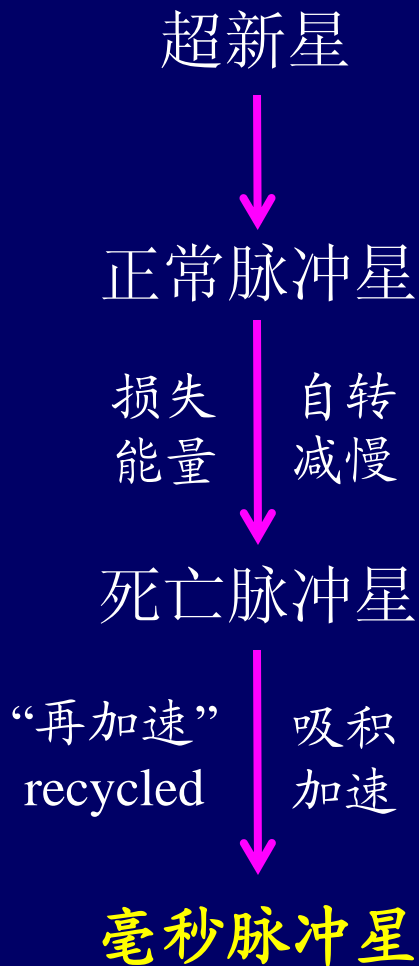 超新星
正常脉冲星
损失
能量
自转
减慢
死亡脉冲星
“再加速”
recycled
吸积
加速
毫秒脉冲星